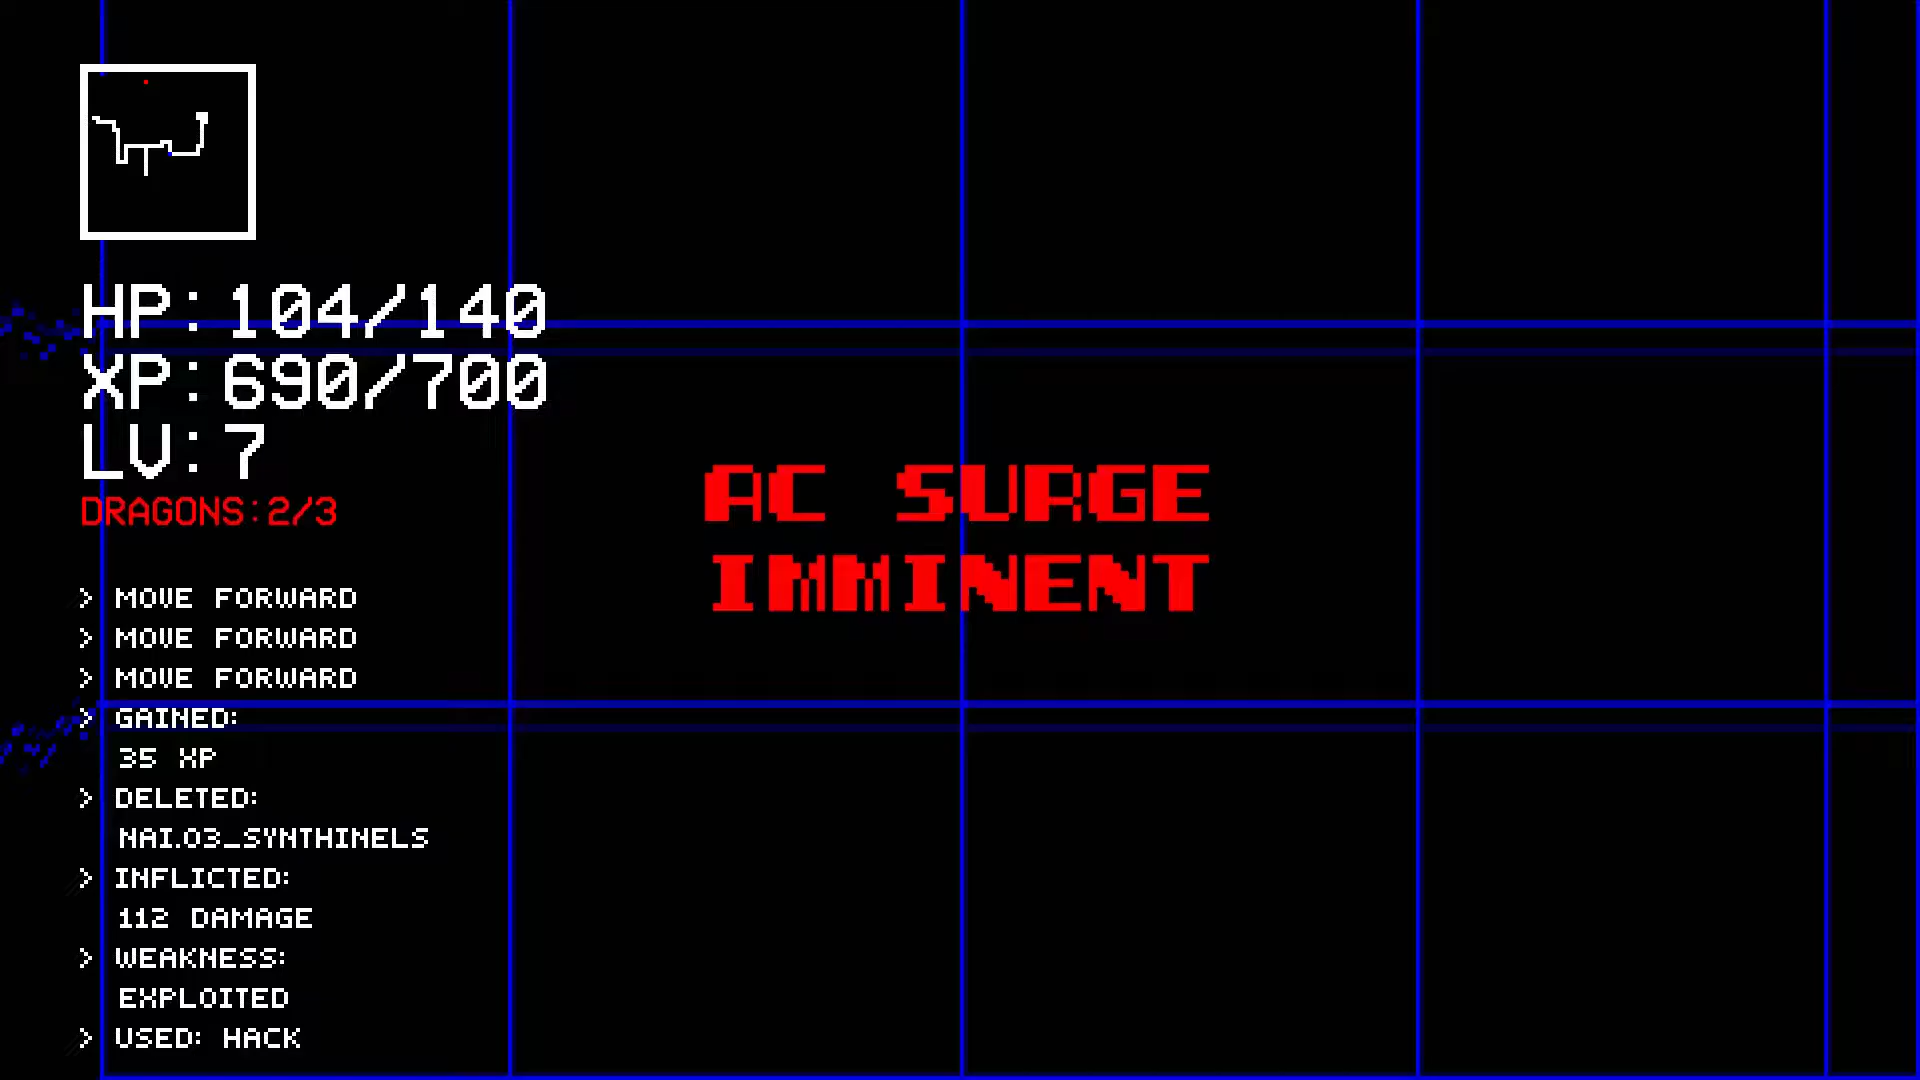 HP:104/140
XP:690/700
LV:7
DRAGONS:2/3
AC SURGE
IMMINENT
> MOVE FORWARD
> MOVE FORWARD
> MOVE FORWARD
> GAINED:
35 XP
> DELETED:
NAI.03_SYNTHINELS
> INFLICTED:
112 DAMAGE
> WEAKNESS:
EXPLOITED
> USED: HACK